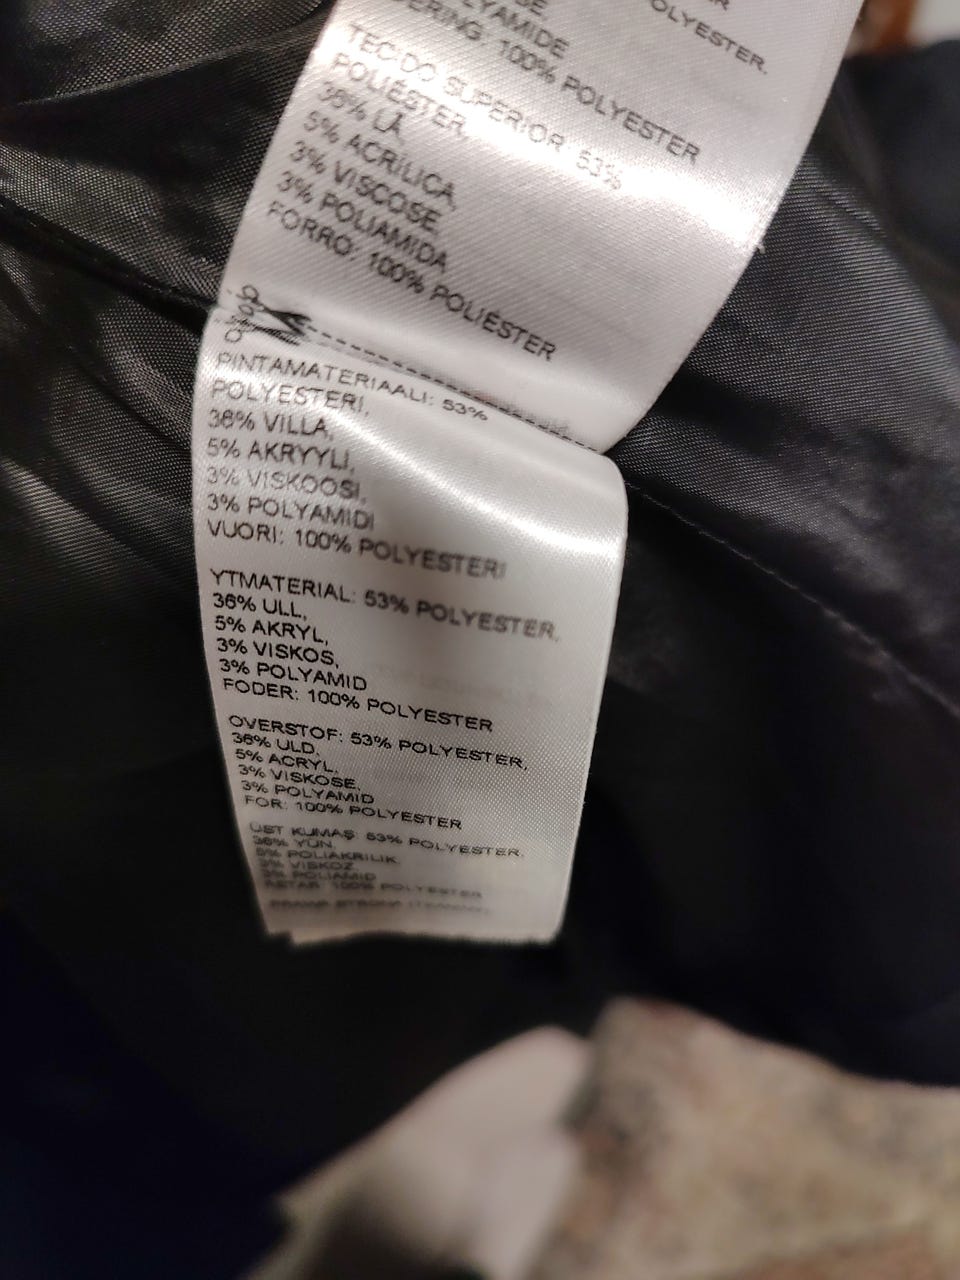 OLYESTER.
LYAMIDE
DERING: 100% POLYESTER
TECIDO SUPERIOR: 53%
POLIÉSTER,
36% LÃ,
5% ACRÍLICA,
3% VISCOSE,
3% POLIAMIDA
FORRO: 100% POLIÉSTER
PINTAMATERIAALI: 53%
POLYESTERI,
36% VILLA,
5% AKRYYLI,
3% VISKOOSI,
3% POLYAMIDI
VUORI: 100% POLYESTERI
YTMATERIAL: 53% POLYESTER,
36% ULL,
5% AKRYL,
3% VISKOS,
3% POLYAMID
FODER: 100% POLYESTER
OVERSTOF: 53% POLYESTER,
36% ULD,
5% ACRYL,
3% VISKOSE,
3% POLYAMID
FOR: 100% POLYESTER
ÜST KUMAŞ: 53% POLYESTER,
36% YÜN,
5% POLIAKRILIK,
3% VISKOZ,
3% POLIAMID
ASTAR: 100% POLYESTER